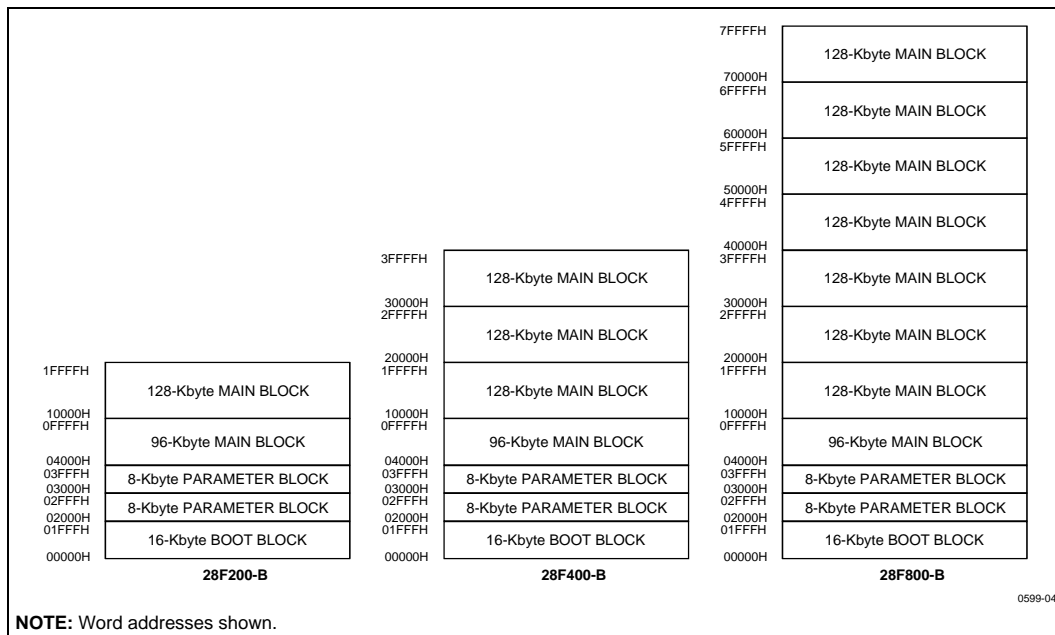 1FFFFH
128-Kbyte MAIN BLOCK
10000H
0FFFFH
96-Kbyte MAIN BLOCK
04000H
03FFFH
8-Kbyte PARAMETER BLOCK
03000H
02FFFH
8-Kbyte PARAMETER BLOCK
02000H
01FFFH
16-Kbyte BOOT BLOCK
00000H
28F200-B
3FFFFH
128-Kbyte MAIN BLOCK
30000H
2FFFFH
128-Kbyte MAIN BLOCK
20000H
1FFFFH
128-Kbyte MAIN BLOCK
10000H
0FFFFH
96-Kbyte MAIN BLOCK
04000H
03FFFH
8-Kbyte PARAMETER BLOCK
03000H
02FFFH
8-Kbyte PARAMETER BLOCK
02000H
01FFFH
16-Kbyte BOOT BLOCK
00000H
28F400-B
7FFFFH
128-Kbyte MAIN BLOCK
70000H
6FFFFH
128-Kbyte MAIN BLOCK
60000H
5FFFFH
128-Kbyte MAIN BLOCK
50000H
4FFFFH
128-Kbyte MAIN BLOCK
40000H
3FFFFH
128-Kbyte MAIN BLOCK
30000H
2FFFFH
128-Kbyte MAIN BLOCK
20000H
1FFFFH
128-Kbyte MAIN BLOCK
10000H
0FFFFH
96-Kbyte MAIN BLOCK
04000H
03FFFH
8-Kbyte PARAMETER BLOCK
03000H
02FFFH
8-Kbyte PARAMETER BLOCK
02000H
01FFFH
16-Kbyte BOOT BLOCK
00000H
28F800-B
0599-04
NOTE: Word addresses shown.